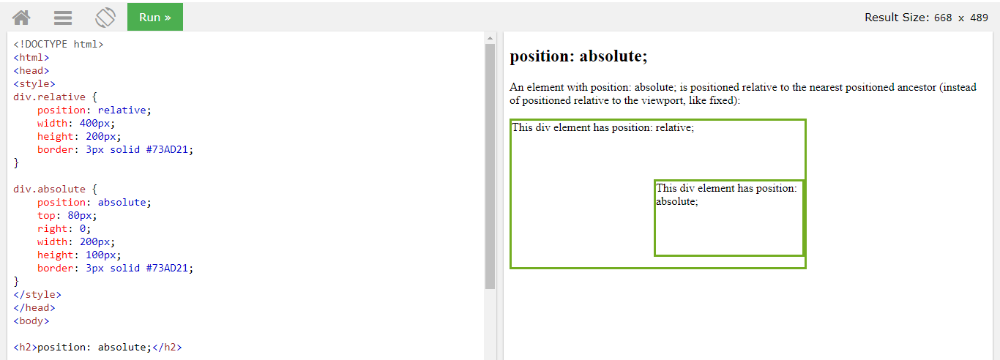 Run »
Result Size: 668 x 489
<!DOCTYPE html>
<html>
<head>
<style>
div.relative {
    position: relative;
    width: 400px;
    height: 200px;
    border: 3px solid #73AD21;
}

div.absolute {
    position: absolute;
    top: 80px;
    right: 0;
    width: 200px;
    height: 100px;
    border: 3px solid #73AD21;
}
</style>
</head>
<body>

<h2>position: absolute;</h2>
position: absolute;
An element with position: absolute; is positioned relative to the nearest positioned ancestor (instead
of positioned relative to the viewport, like fixed):
This div element has position: relative;
This div element has position:
absolute;